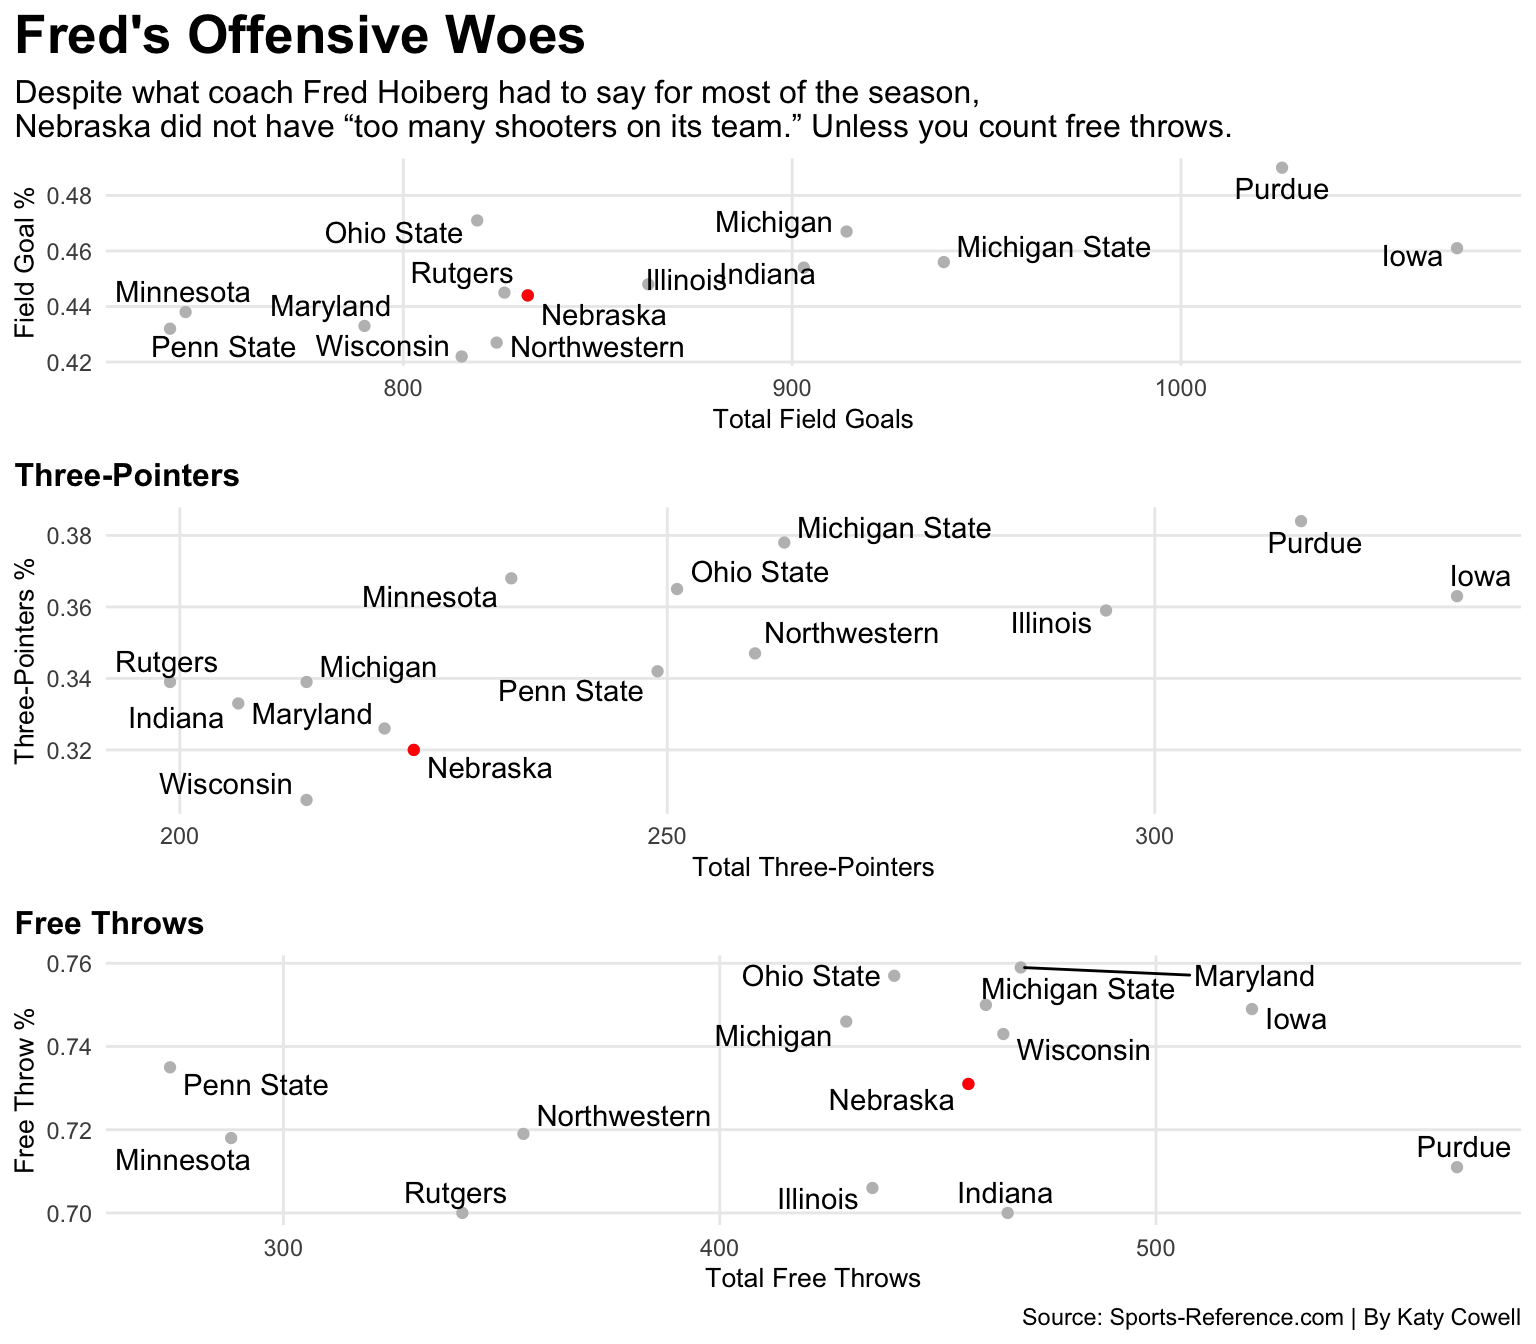 Fred's Offensive Woes
Despite what coach Fred Hoiberg had to say for most of the season,
Nebraska did not have “too many shooters on its team.” Unless you count free throws.
Field Goal %
0.48
0.46
0.44
0.42
Purdue
Ohio State
Michigan
Michigan State
Iowa
Rutgers
Illinois
Indiana
Minnesota
Maryland
Nebraska
Penn State
Wisconsin
Northwestern
800
900
1000
Total Field Goals
Three-Pointers
Three-Pointers %
0.38
0.36
0.34
0.32
Michigan State
Purdue
Ohio State
Iowa
Minnesota
Illinois
Northwestern
Rutgers
Michigan
Penn State
Indiana
Maryland
Nebraska
Wisconsin
200
250
300
Total Three-Pointers
Free Throws
Free Throw %
0.76
0.74
0.72
0.70
Ohio State
Maryland
Michigan State
Iowa
Michigan
Wisconsin
Penn State
Nebraska
Northwestern
Minnesota
Purdue
Rutgers
Illinois
Indiana
300
400
500
Total Free Throws
Source: Sports-Reference.com | By Katy Cowell